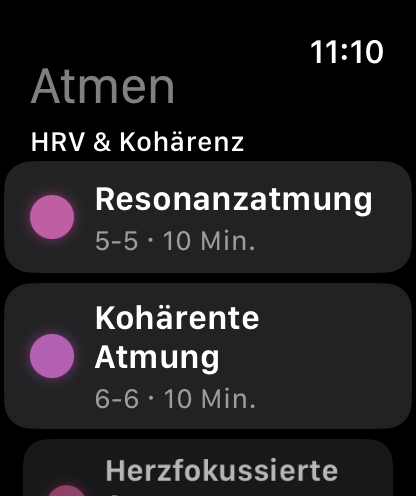 11:10
Atmen
HRV & Kohärenz
Resonanzatmung
5-5 · 10 Min.
Kohärente
Atmung
6-6 · 10 Min.
Herzfokussierte